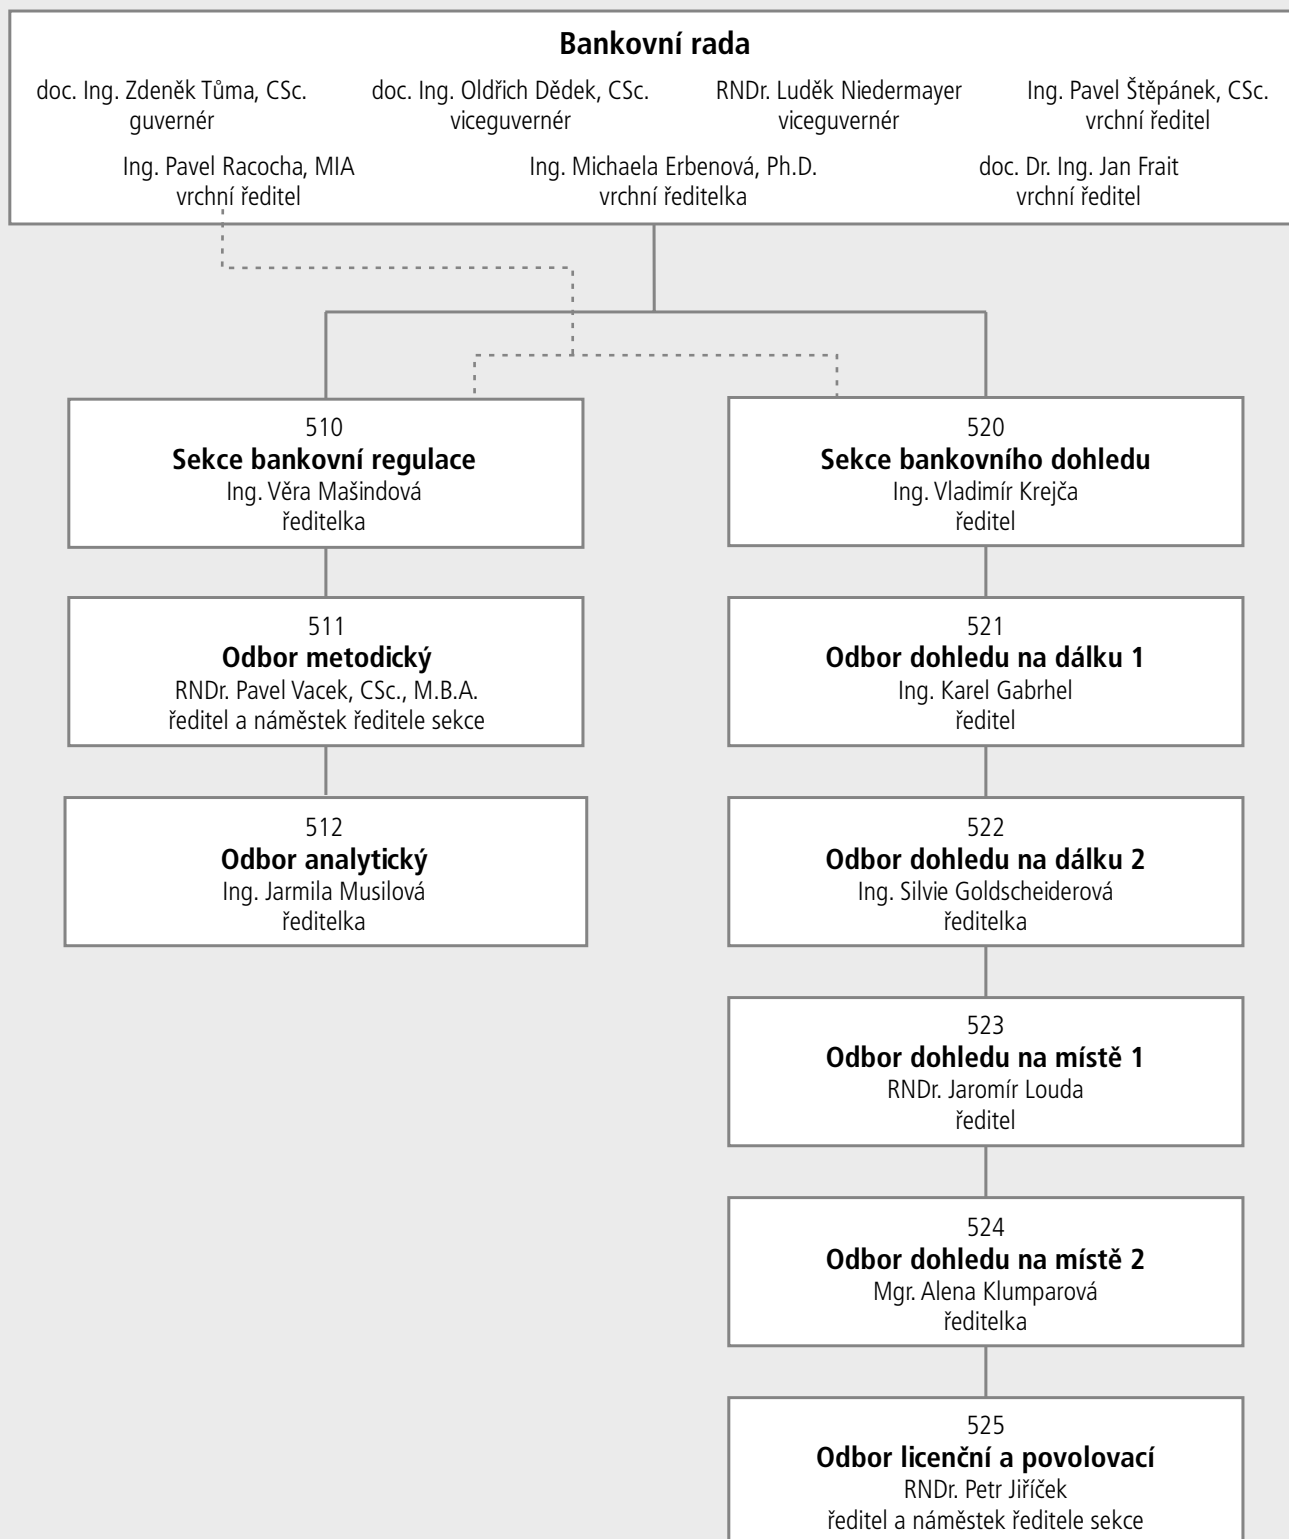 Bankovní rada
doc. Ing. Zdeněk Tůma, CSc.
guvernér
doc. Ing. Oldřich Dědek, CSc.
viceguvernér
RNDr. Luděk Niedermayer
viceguvernér
Ing. Pavel Štěpánek, CSc.
vrchní ředitel
Ing. Pavel Racocha, MIA
vrchní ředitel
Ing. Michaela Erbenová, Ph.D.
vrchní ředitelka
doc. Dr. Ing. Jan Frait
vrchní ředitel
510
Sekce bankovní regulace
Ing. Věra Mašindová
ředitelka
511
Odbor metodický
RNDr. Pavel Vacek, CSc., M.B.A.
ředitel a náměstek ředitele sekce
512
Odbor analytický
Ing. Jarmila Musilová
ředitelka
520
Sekce bankovního dohledu
Ing. Vladimír Krejča
ředitel
521
Odbor dohledu na dálku 1
Ing. Karel Gabrhel
ředitel
522
Odbor dohledu na dálku 2
Ing. Silvie Goldscheiderová
ředitelka
523
Odbor dohledu na místě 1
RNDr. Jaromír Louda
ředitel
524
Odbor dohledu na místě 2
Mgr. Alena Klumparová
ředitelka
525
Odbor licenční a povolovací
RNDr. Petr Jiříček
ředitel a náměstek ředitele sekce